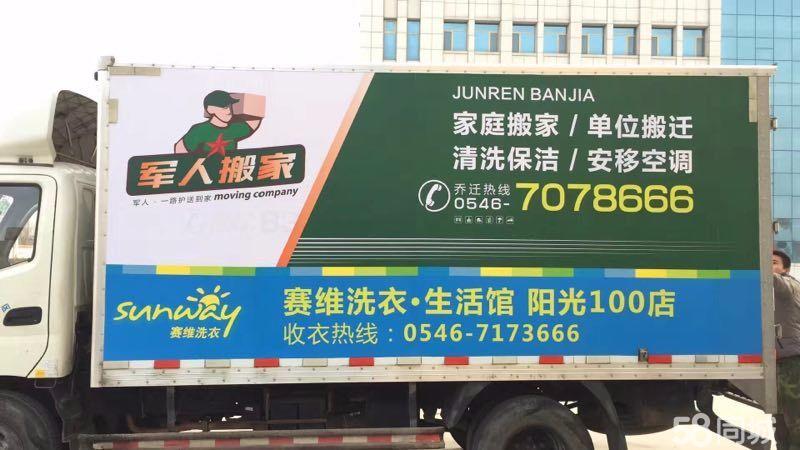 JUNREN BANJIA
家庭搬家 / 单位搬迁
清洗保洁 / 安移空调
乔迁热线
0546-7078666
军人搬家
军人·一路护送到家 moving company
sunway
赛维洗衣
赛维洗衣·生活馆 阳光100店
收衣热线：0546-7173666
58同城